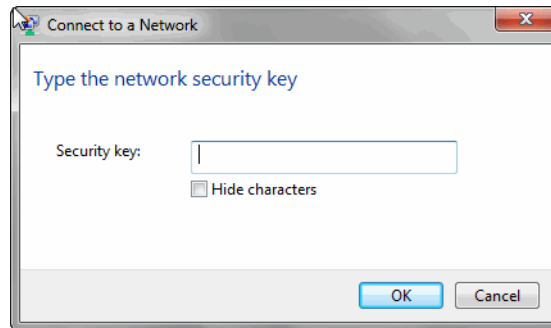 Connect to a Network
Type the network security key
Security key:
Hide characters
OK Cancel